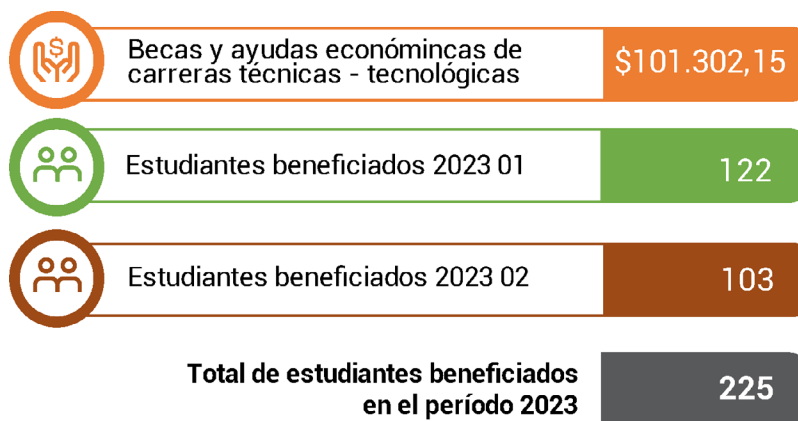 Becas y ayudas económincas de
carreras técnicas - tecnológicas
$101.302,15
Estudiantes beneficiados 2023 01
122
Estudiantes beneficiados 2023 02
103
Total de estudiantes beneficiados
en el período 2023
225